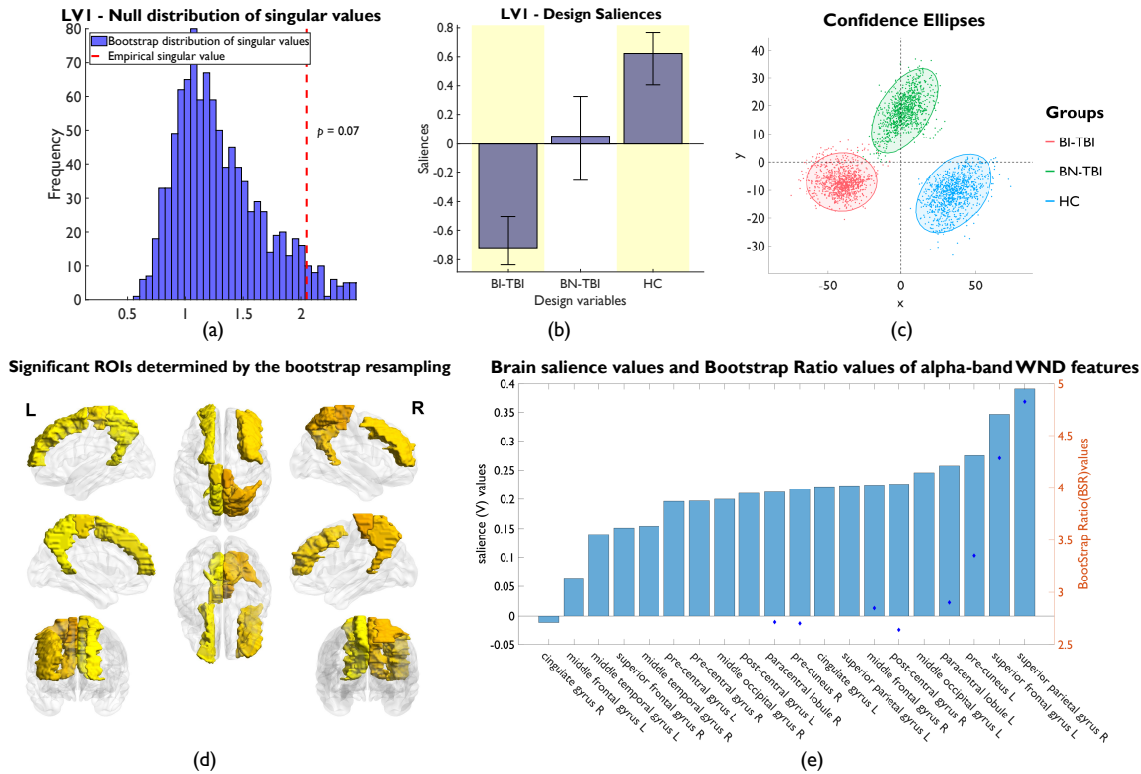 LV1 - Null distribution of singular values
Bootstrap distribution of singular values
Empirical singular value
p = 0.07
Frequency
80
70
60
50
40
30
20
10
0
0.5
1
1.5
2
(a)
LV1 - Design Saliences
Saliences
0.8
0.6
0.4
0.2
0
-0.2
-0.4
-0.6
-0.8
BI-TBI
BN-TBI
HC
Design variables
(b)
Confidence Ellipses
y
40
30
20
10
0
-10
-20
-30
-50
0
50
x
Groups
BI-TBI
BN-TBI
HC
(c)
Significant ROIs determined by the bootstrap resampling
L
R
(d)
Brain salience values and Bootstrap Ratio values of alpha-band WND features
salience (V) values
0.4
0.35
0.3
0.25
0.2
0.15
0.1
0.05
0
-0.05
5
4.5
4
3.5
3
2.5
BootStrap Ratio(BSR)values
cingulate gyrus R
middle frontal gyrus L
middle temporal gyrus L
superior frontal gyrus R
middle temporal gyrus R
pre-central gyrus L
pre-central gyrus R
middle occipital gyrus R
post-central gyrus L
paracentral lobule R
pre-cuneus R
cingulate gyrus L
superior parietal gyrus L
middle frontal gyrus R
post-central gyrus R
middle occipital gyrus L
paracentral lobule L
pre-cuneus L
superior frontal gyrus L
superior parietal gyrus R
(e)